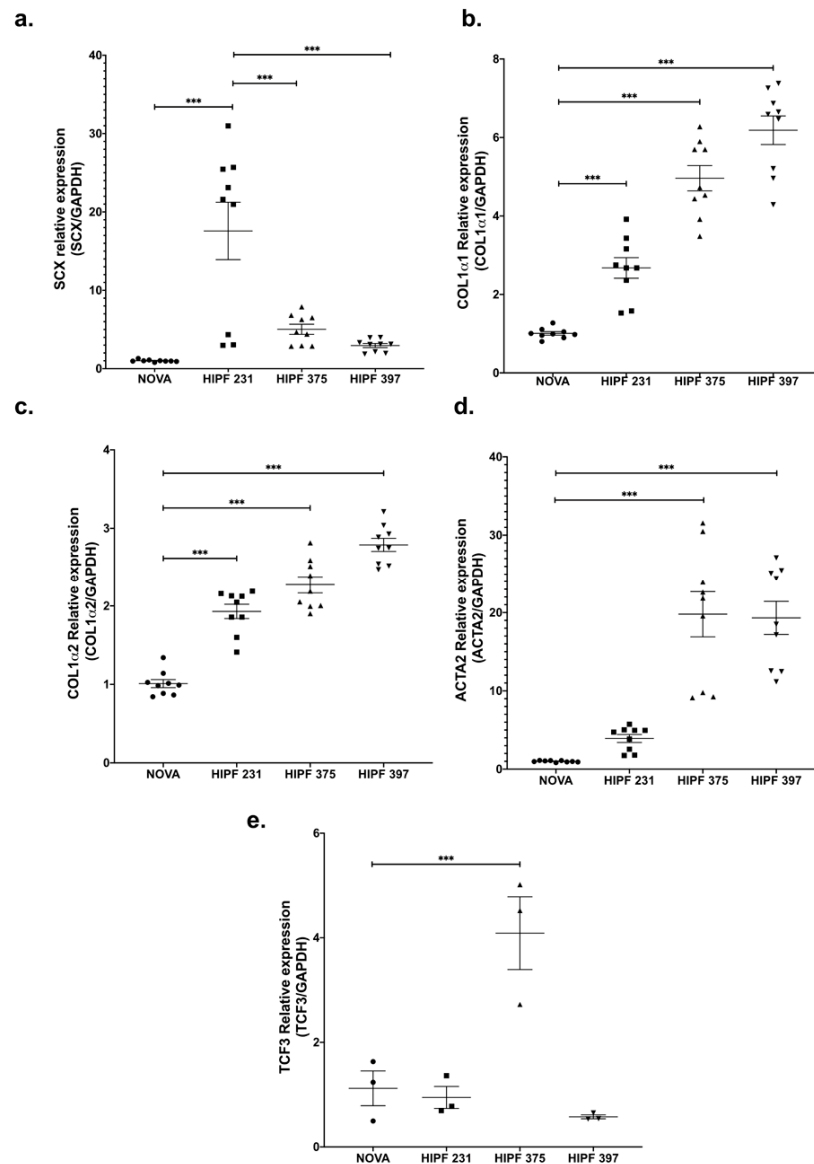 a.
SCX relative expression
(SCX/GAPDH)
40
30
20
10
0
***
***
***
NOVA HIPF 231 HIPF 375 HIPF 397
b.
COL1α1 Relative expression
(COL1α1/GAPDH)
8
6
4
2
0
***
***
***
NOVA HIPF 231 HIPF 375 HIPF 397
c.
COL1α2 Relative expression
(COL1α2/GAPDH)
4
3
2
1
0
***
***
***
NOVA HIPF 231 HIPF 375 HIPF 397
d.
ACTA2 Relative expression
(ACTA2/GAPDH)
40
30
20
10
0
***
***
NOVA HIPF 231 HIPF 375 HIPF 397
e.
TCF3 Relative expression
(TCF3/GAPDH)
6
4
2
0
***
NOVA HIPF 231 HIPF 375 HIPF 397